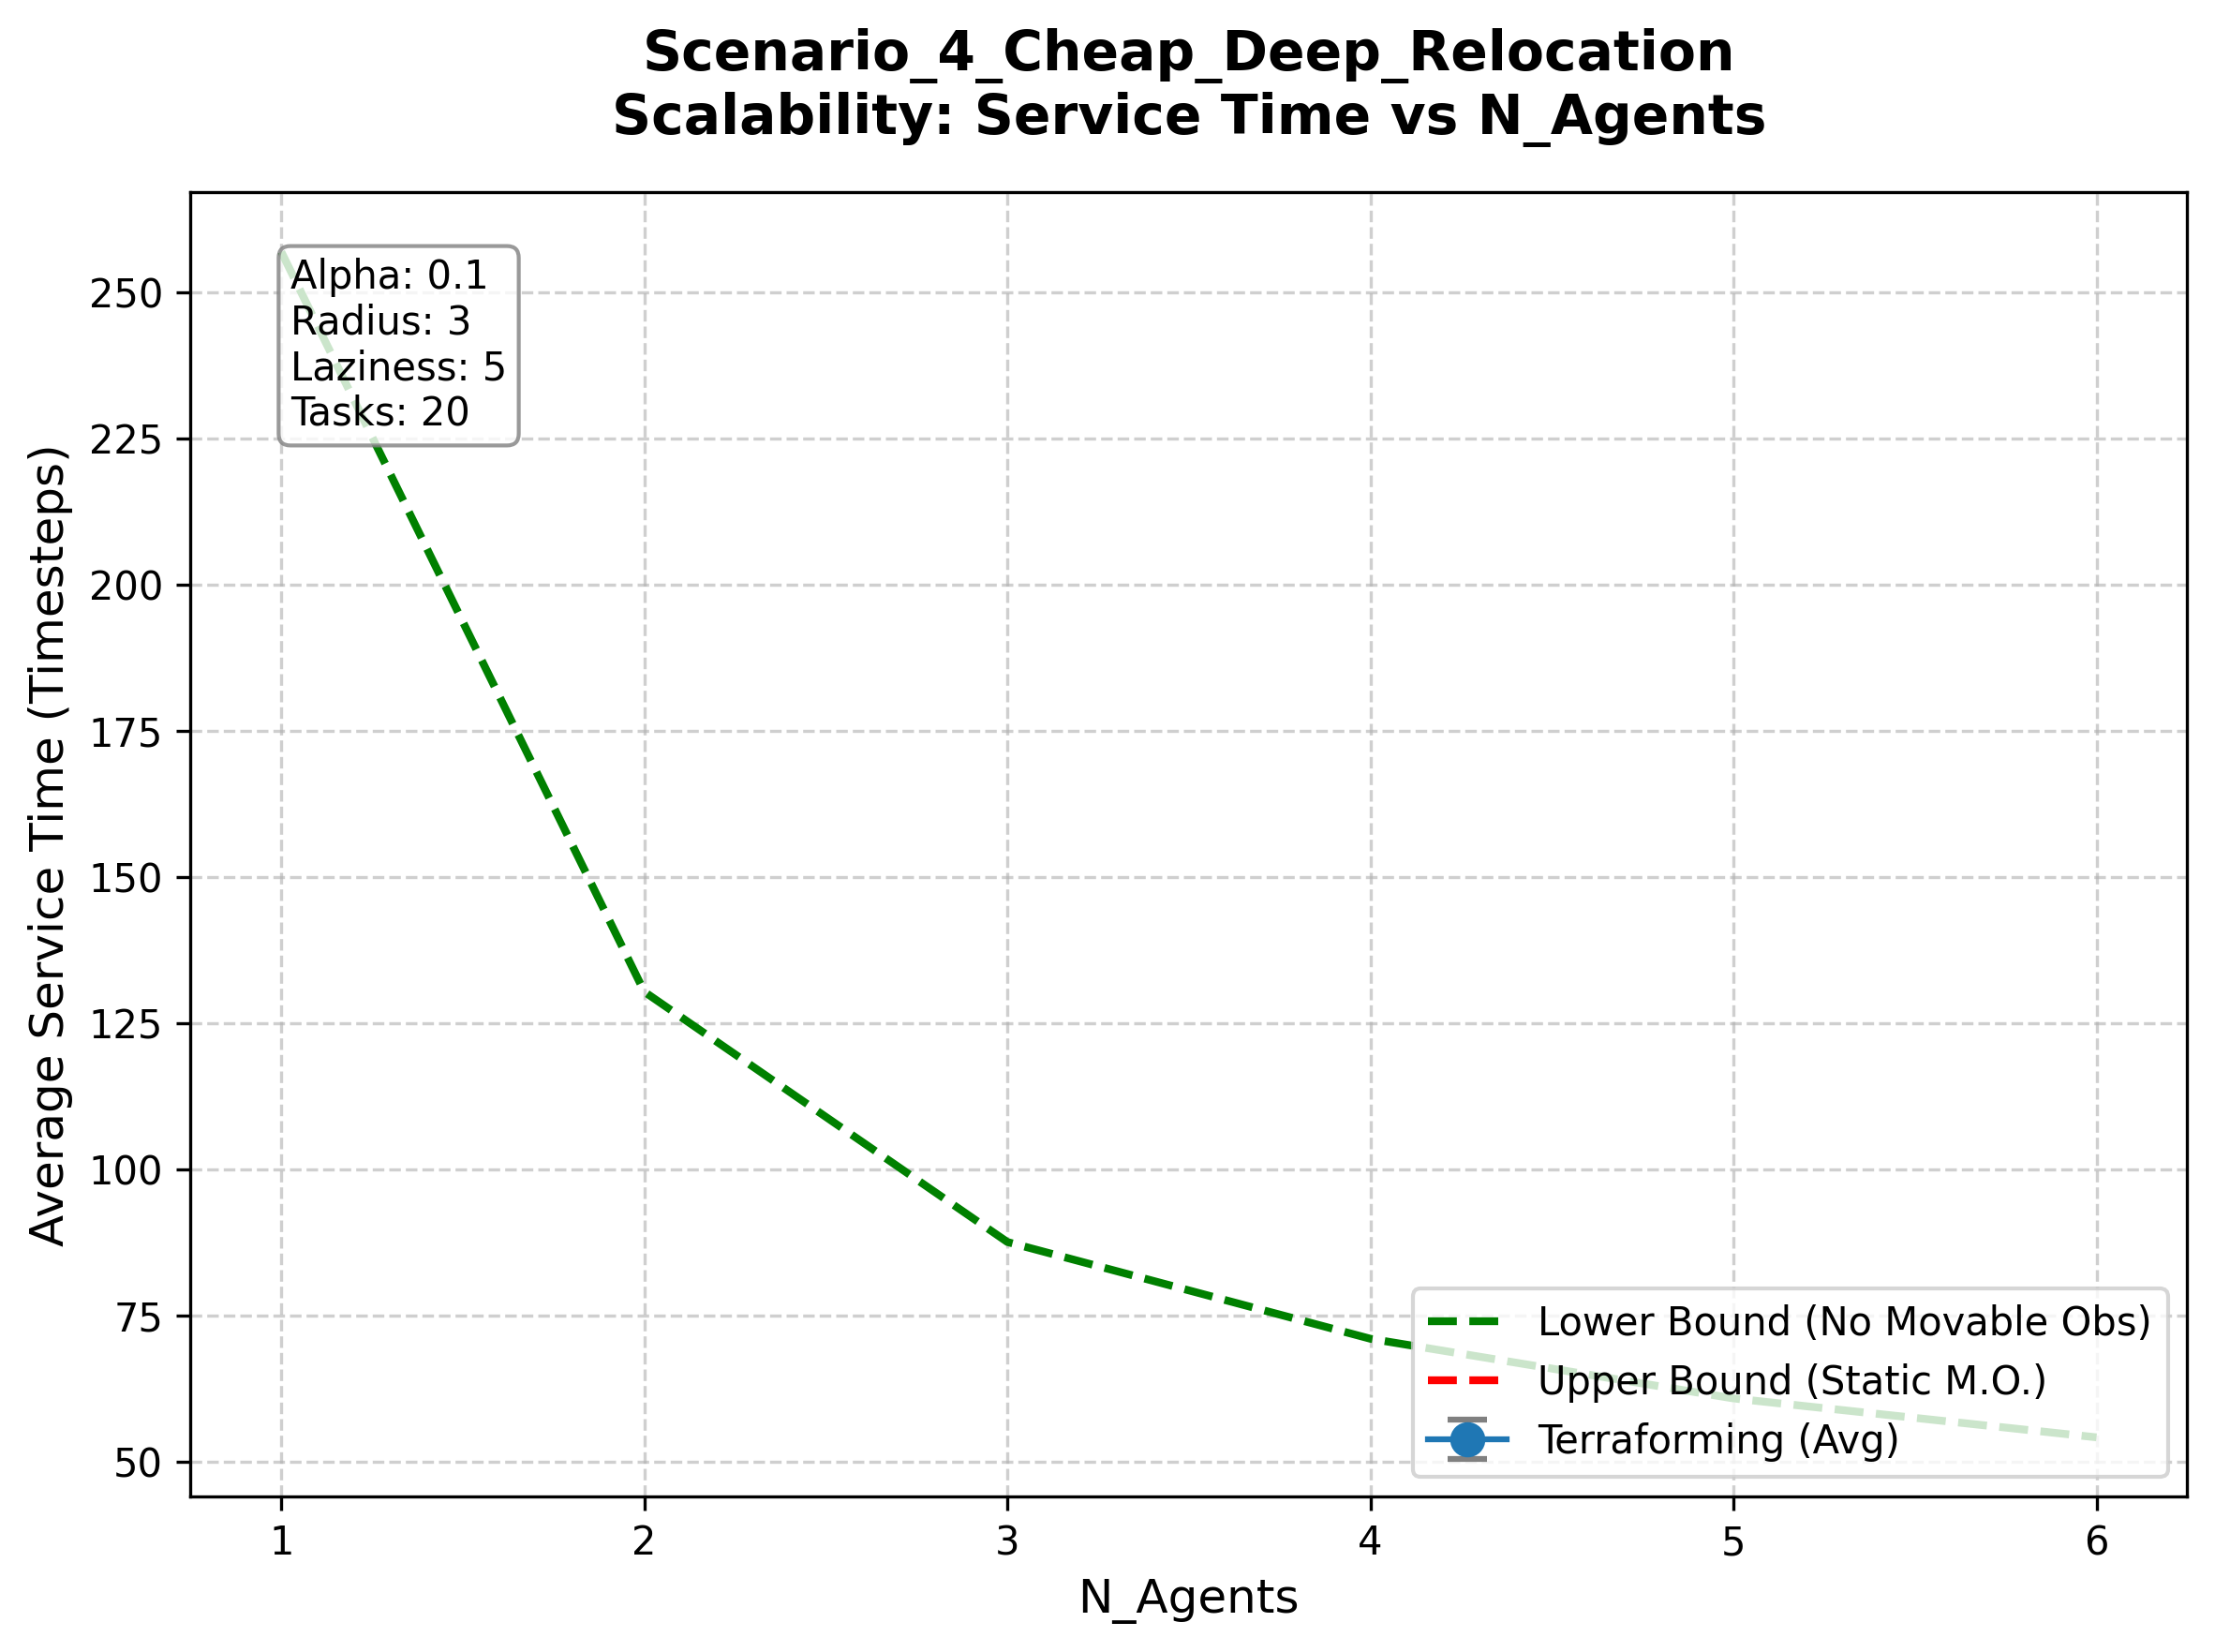 Scenario_4_Cheap_Deep_Relocation
Scalability: Service Time vs N_Agents
Average Service Time (Timesteps)
250
225
200
175
150
125
100
75
50
Alpha: 0.1
Radius: 3
Laziness: 5
Tasks: 20
Lower Bound (No Movable Obs)
Upper Bound (Static M.O.)
Terraforming (Avg)
1 2 3 4 5 6
N_Agents